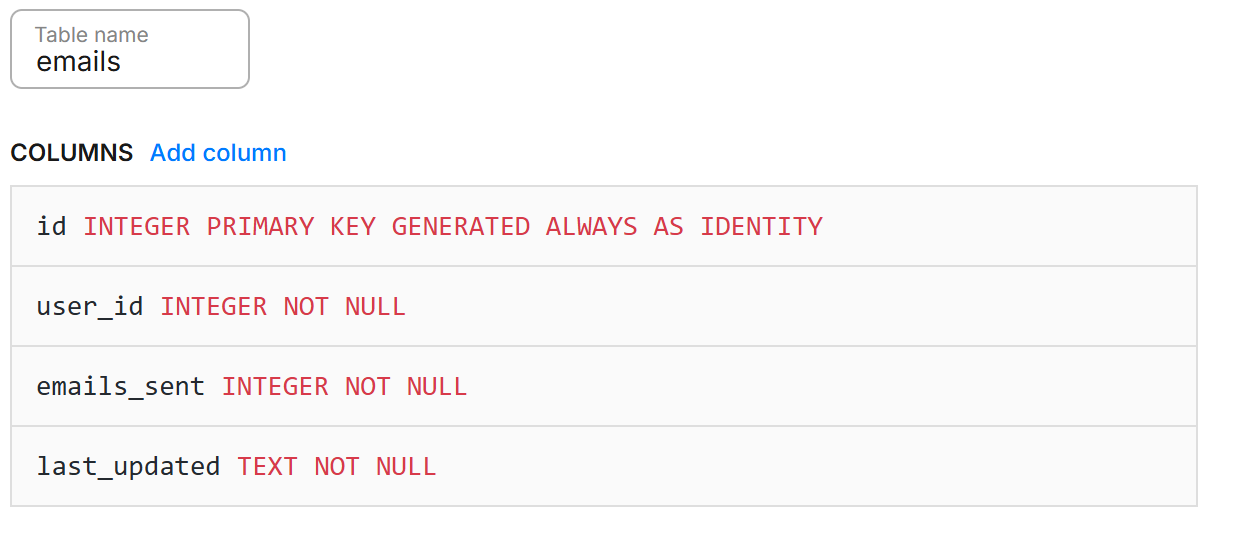 Table name
emails
COLUMNS Add column
id INTEGER PRIMARY KEY GENERATED ALWAYS AS IDENTITY
user_id INTEGER NOT NULL
emails_sent INTEGER NOT NULL
last_updated TEXT NOT NULL